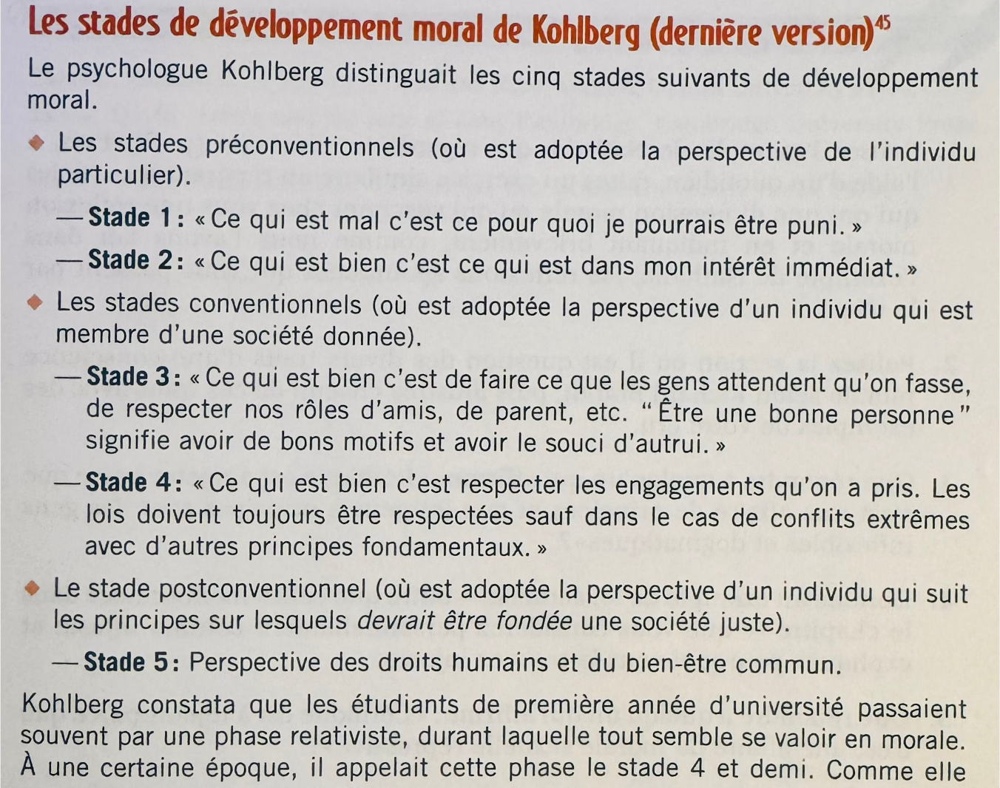 Les stades de développement moral de Kohlberg (dernière version)45
Le psychologue Kohlberg distinguait les cinq stades suivants de développement
moral.
◆ Les stades préconventionnels (où est adoptée la perspective de l'individu
particulier).
— Stade 1 : « Ce qui est mal c'est ce pour quoi je pourrais être puni. »
— Stade 2 : « Ce qui est bien c'est ce qui est dans mon intérêt immédiat. »
◆ Les stades conventionnels (où est adoptée la perspective d'un individu qui est
membre d'une société donnée).
— Stade 3 : « Ce qui est bien c'est de faire ce que les gens attendent qu'on fasse,
de respecter nos rôles d'amis, de parent, etc. “Être une bonne personne”
signifie avoir de bons motifs et avoir le souci d'autrui. »
— Stade 4 : « Ce qui est bien c'est respecter les engagements qu'on a pris. Les
lois doivent toujours être respectées sauf dans le cas de conflits extrêmes
avec d'autres principes fondamentaux. »
◆ Le stade postconventionnel (où est adoptée la perspective d'un individu qui suit
les principes sur lesquels devrait être fondée une société juste).
— Stade 5 : Perspective des droits humains et du bien-être commun.
Kohlberg constata que les étudiants de première année d'université passaient
souvent par une phase relativiste, durant laquelle tout semble se valoir en morale.
À une certaine époque, il appelait cette phase le stade 4 et demi. Comme elle